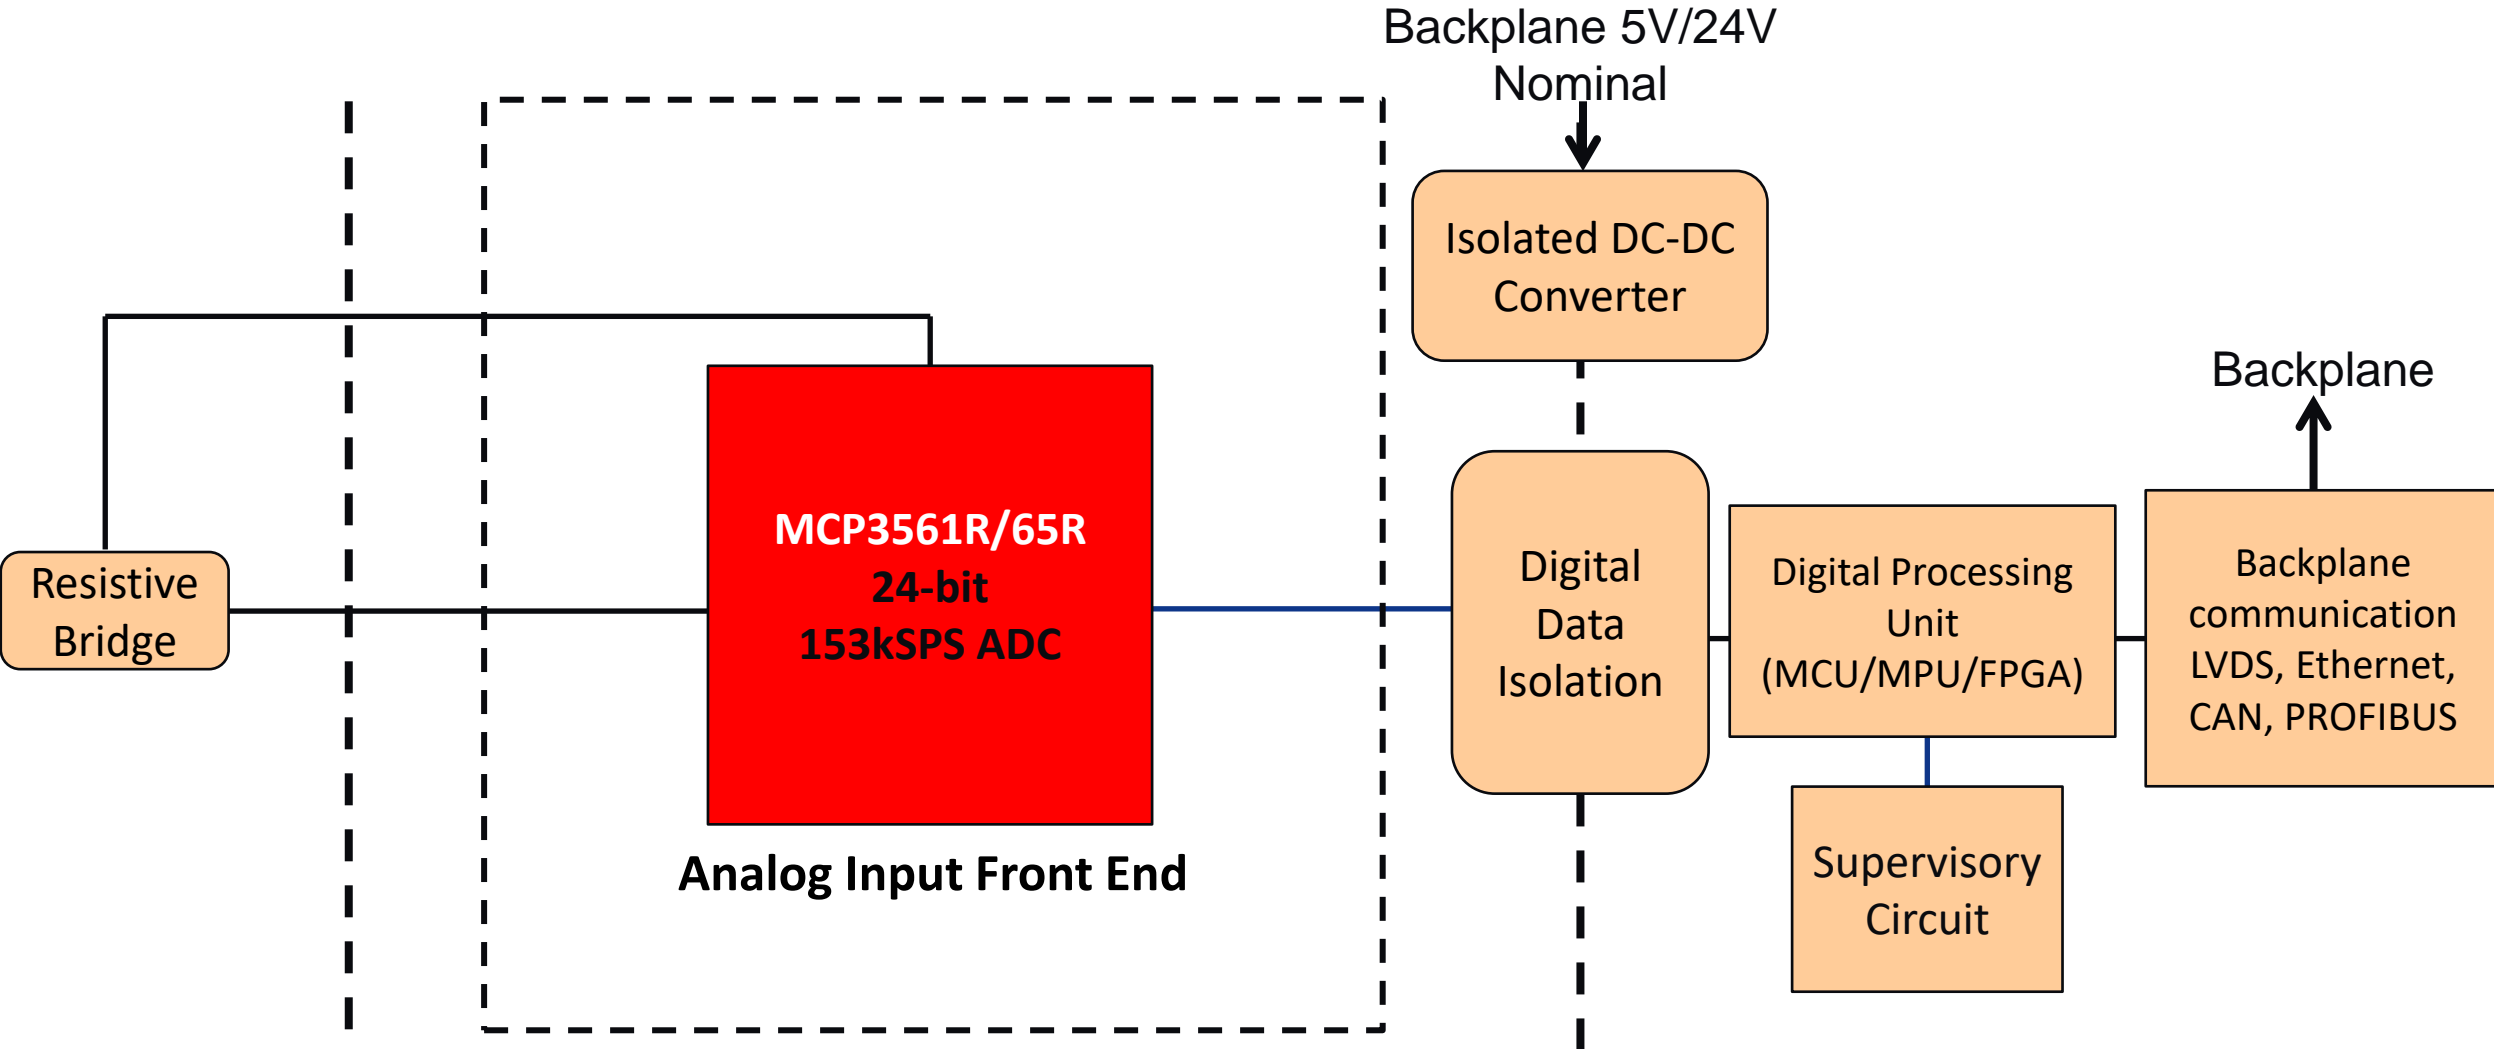 Backplane 5V/24V
Nominal
Isolated DC-DC
Converter
Backplane
Resistive
Bridge
MCP3561R/65R
24-bit
153kSPS ADC
Analog Input Front End
Digital
Data
Isolation
Digital Processing
Unit
(MCU/MPU/FPGA)
Backplane
communication
LVDS, Ethernet,
CAN, PROFIBUS
Supervisory
Circuit